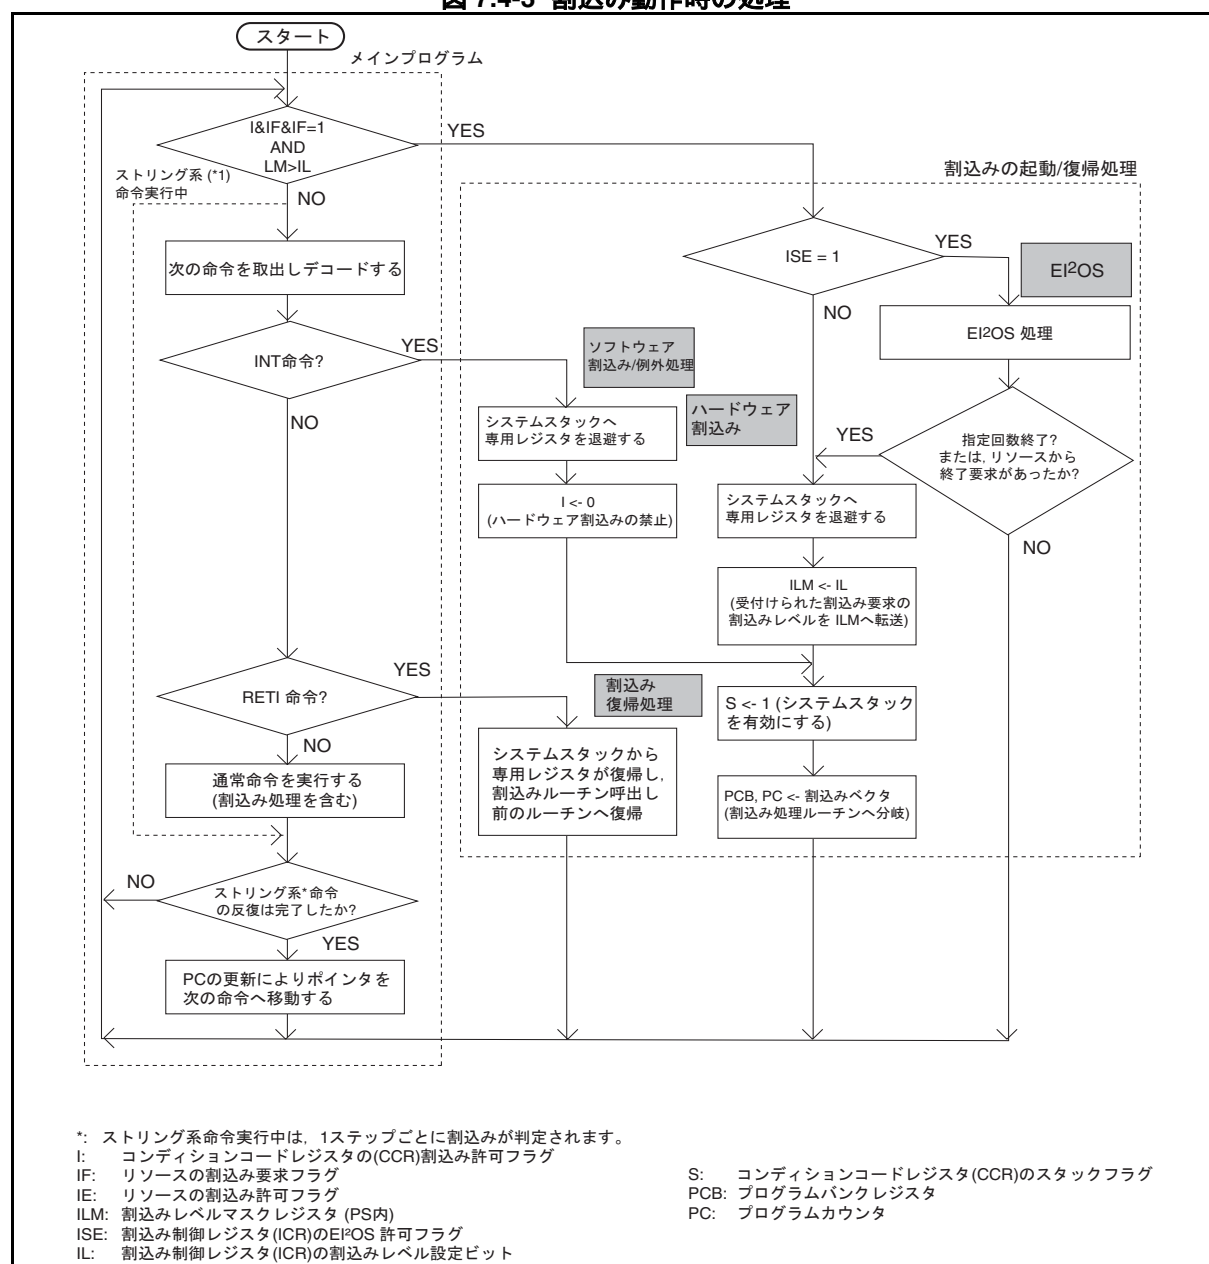 図 7.4-3 割込み動作時の処理
スタート
メインプログラム
I&IF&IF=1
AND
LM>IL
YES
ストリング系 (*1)
命令実行中
NO
割込みの起動/復帰処理
次の命令を取出しデコードする
ISE = 1
YES
EI²OS
NO
EI²OS 処理
INT命令?
YES
ソフトウェア
割込み/例外処理
NO
ハードウェア
割込み
システムスタックへ
専用レジスタを退避する
YES
指定回数終了?
または, リソースから
終了要求があったか?
I <- 0
(ハードウェア割込みの禁止)
システムスタックへ
専用レジスタを退避する
NO
ILM <- IL
(受付けられた割込み要求の
割込みレベルを ILMへ転送)
RETI 命令?
YES
割込み
復帰処理
S <- 1 (システムスタック
を有効にする)
NO
通常命令を実行する
(割込み処理を含む)
システムスタックから
専用レジスタが復帰し,
割込みルーチン呼出し
前のルーチンへ復帰
PCB, PC <- 割込みベクタ
(割込み処理ルーチンへ分岐)
NO
ストリング系*命令
の反復は完了したか?
YES
PCの更新によりポインタを
次の命令へ移動する
*: ストリング系命令実行中は, 1ステップごとに割込みが判定されます。
I: コンディションコードレジスタの(CCR)割込み許可フラグ
IF: リソースの割込み要求フラグ
IE: リソースの割込み許可フラグ
ILM: 割込みレベルマスクレジスタ (PS内)
ISE: 割込み制御レジスタ(ICR)のEI²OS 許可フラグ
IL: 割込み制御レジスタ(ICR)の割込みレベル設定ビット
S: コンディションコードレジスタ(CCR)のスタックフラグ
PCB: プログラムバンクレジスタ
PC: プログラムカウンタ